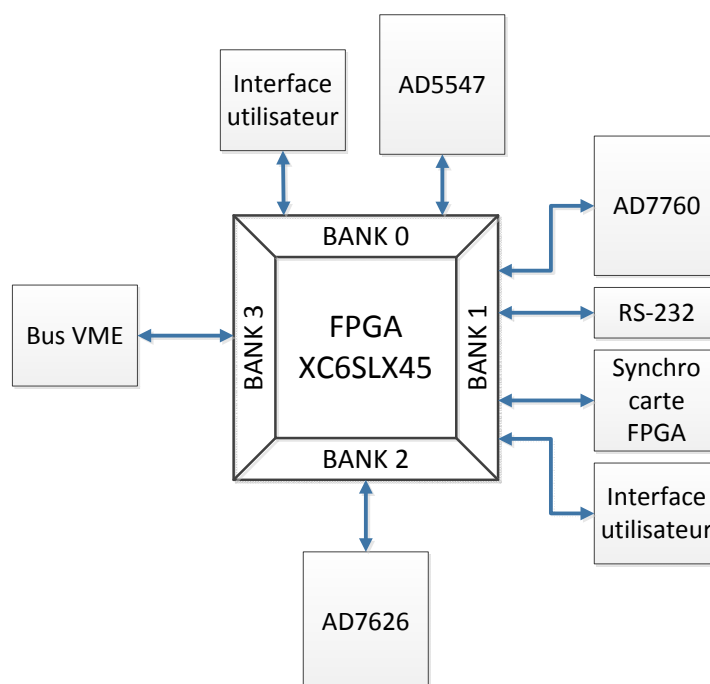 Interface
utilisateur
AD5547
AD7760
BANK 0
RS-232
Bus VME
BANK 3
FPGA
XC6SLX45
BANK 1
Synchro
carte
FPGA
BANK 2
Interface
utilisateur
AD7626